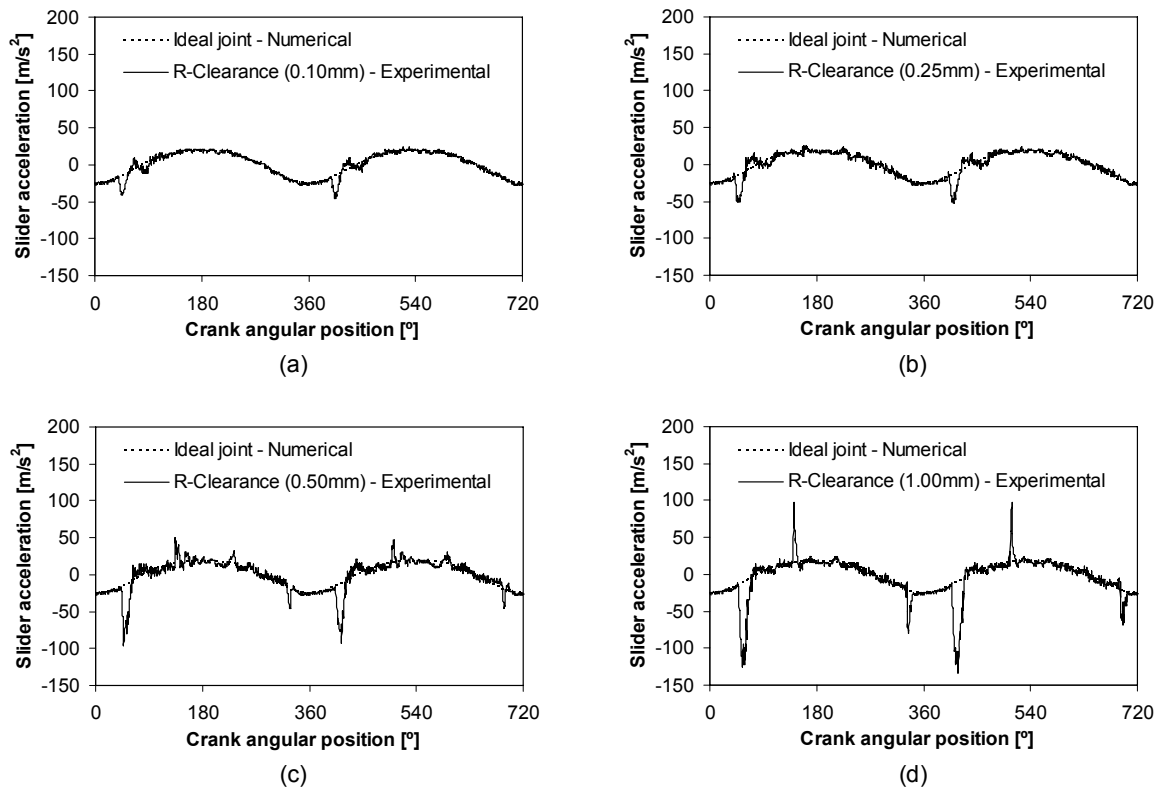 Slider acceleration [m/s²]
200
150
100
50
0
-50
-100
-150
Ideal joint - Numerical
R-Clearance (0.10mm) - Experimental
0 180 360 540 720
Crank angular position [º]
(a)
Slider acceleration [m/s²]
200
150
100
50
0
-50
-100
-150
Ideal joint - Numerical
R-Clearance (0.25mm) - Experimental
0 180 360 540 720
Crank angular position [º]
(b)
Slider acceleration [m/s²]
200
150
100
50
0
-50
-100
-150
Ideal joint - Numerical
R-Clearance (0.50mm) - Experimental
0 180 360 540 720
Crank angular position [º]
(c)
Slider acceleration [m/s²]
200
150
100
50
0
-50
-100
-150
Ideal joint - Numerical
R-Clearance (1.00mm) - Experimental
0 180 360 540 720
Crank angular position [º]
(d)